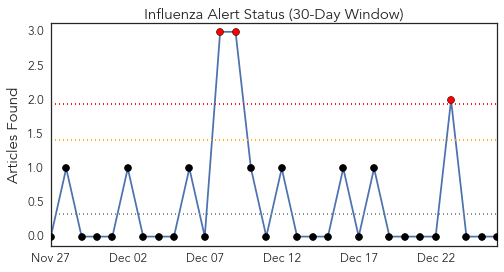 Influenza Alert Status (30-Day Window)
Articles Found
3.0
2.5
2.0
1.5
1.0
0.5
0.0
Nov 27 Dec 02 Dec 07 Dec 12 Dec 17 Dec 22